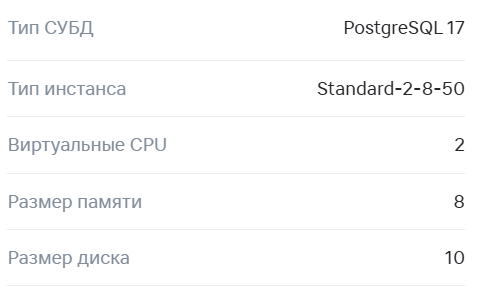 Тип СУБД PostgreSQL 17
Тип инстанса Standard-2-8-50
Виртуальные CPU 2
Размер памяти 8
Размер диска 10